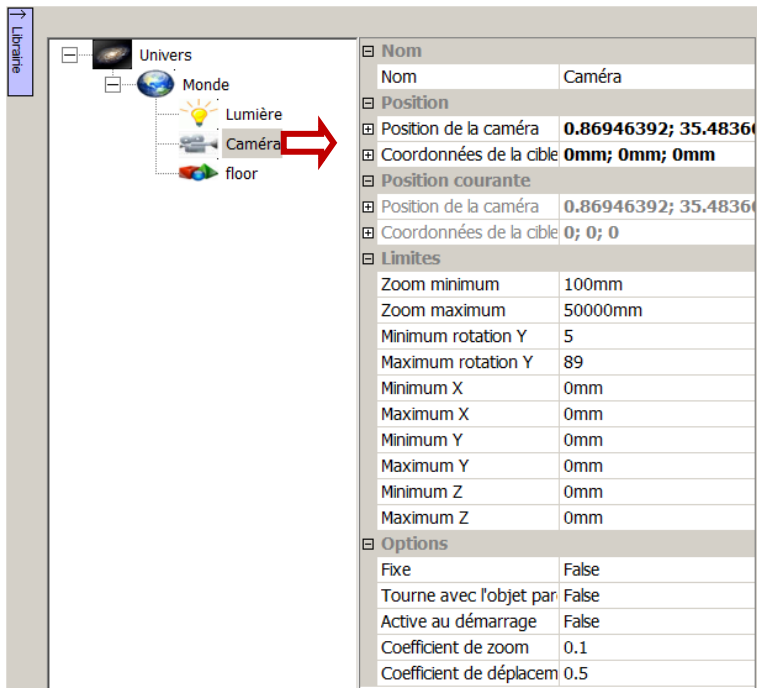 Librairie
Univers
Monde
Lumière
Caméra
floor
Nom
Nom Caméra
Position
Position de la caméra 0.86946392; 35.4836
Coordonnées de la cible 0mm; 0mm; 0mm
Position courante
Position de la caméra 0.86946392; 35.4836
Coordonnées de la cible 0; 0; 0
Limites
Zoom minimum 100mm
Zoom maximum 50000mm
Minimum rotation Y 5
Maximum rotation Y 89
Minimum X 0mm
Maximum X 0mm
Minimum Y 0mm
Maximum Y 0mm
Minimum Z 0mm
Maximum Z 0mm
Options
Fixe False
Tourne avec l'objet par False
Active au démarrage False
Coefficient de zoom 0.1
Coefficient de déplacem 0.5